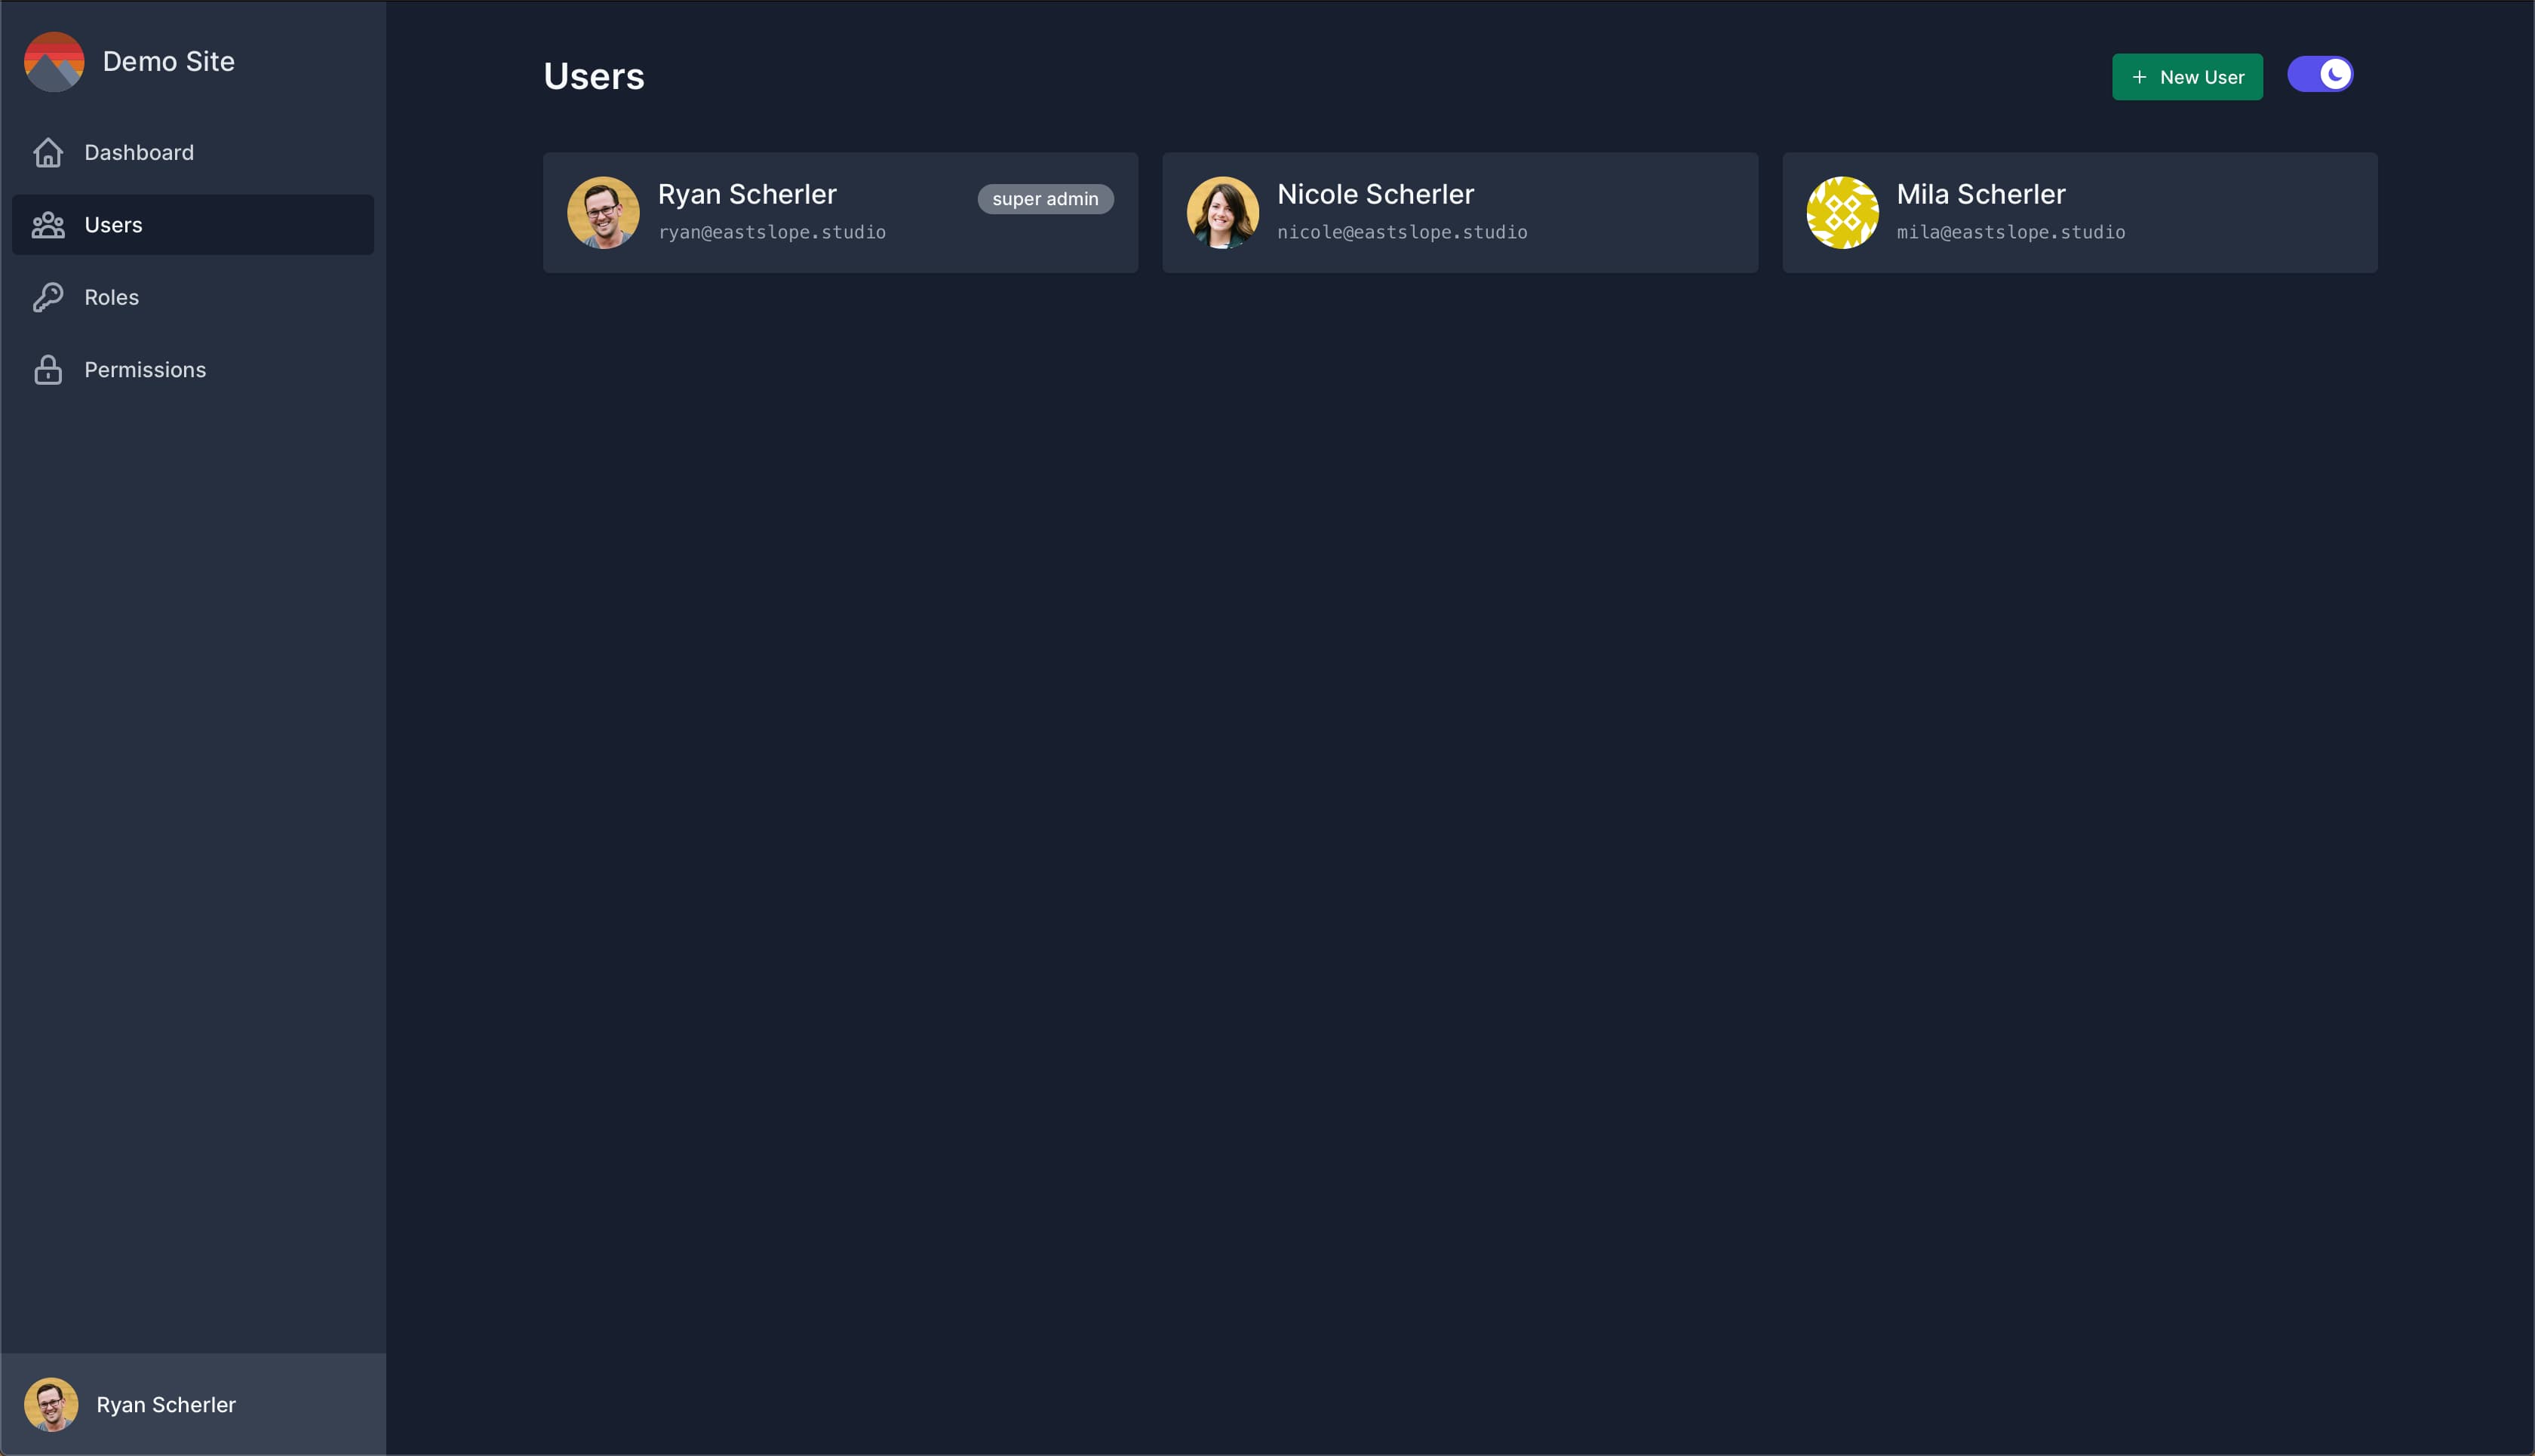 Demo Site
Dashboard
Users
Roles
Permissions
Ryan Scherler
Users
New User
Ryan Scherler
super admin
ryan@eastslope.studio
Nicole Scherler
nicole@eastslope.studio
Mila Scherler
mila@eastslope.studio